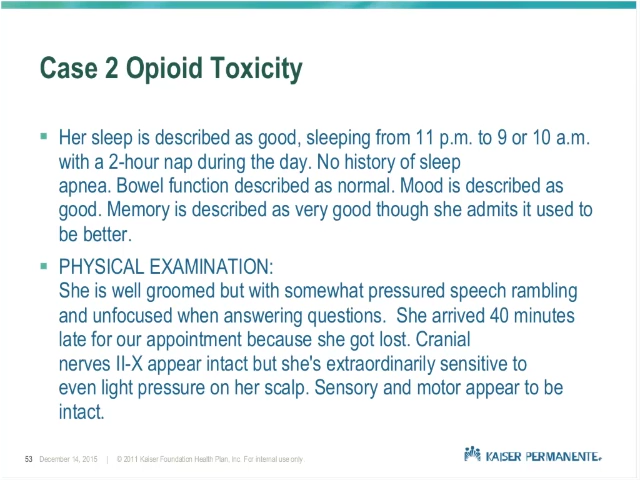 Case 2 Opioid Toxicity
Her sleep is described as good, sleeping from 11 p.m. to 9 or 10 a.m.
with a 2-hour nap during the day. No history of sleep
apnea. Bowel function described as normal. Mood is described as
good. Memory is described as very good though she admits it used to
be better.
PHYSICAL EXAMINATION:
She is well groomed but with somewhat pressured speech rambling
and unfocused when answering questions.  She arrived 40 minutes
late for our appointment because she got lost. Cranial
nerves II-X appear intact but she's extraordinarily sensitive to
even light pressure on her scalp. Sensory and motor appear to be
intact.
53 December 14, 2015 | © 2011 Kaiser Foundation Health Plan, Inc. For internal use only
KAISER PERMANENTE.